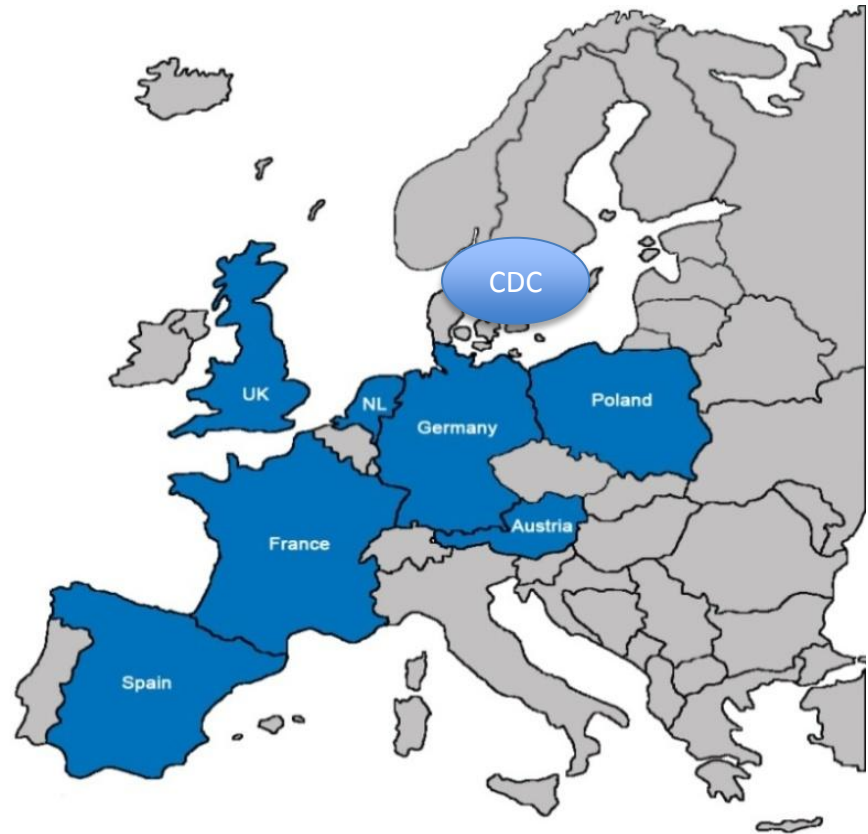 CDC
UK
NL
Poland
Germany
Austria
France
Spain